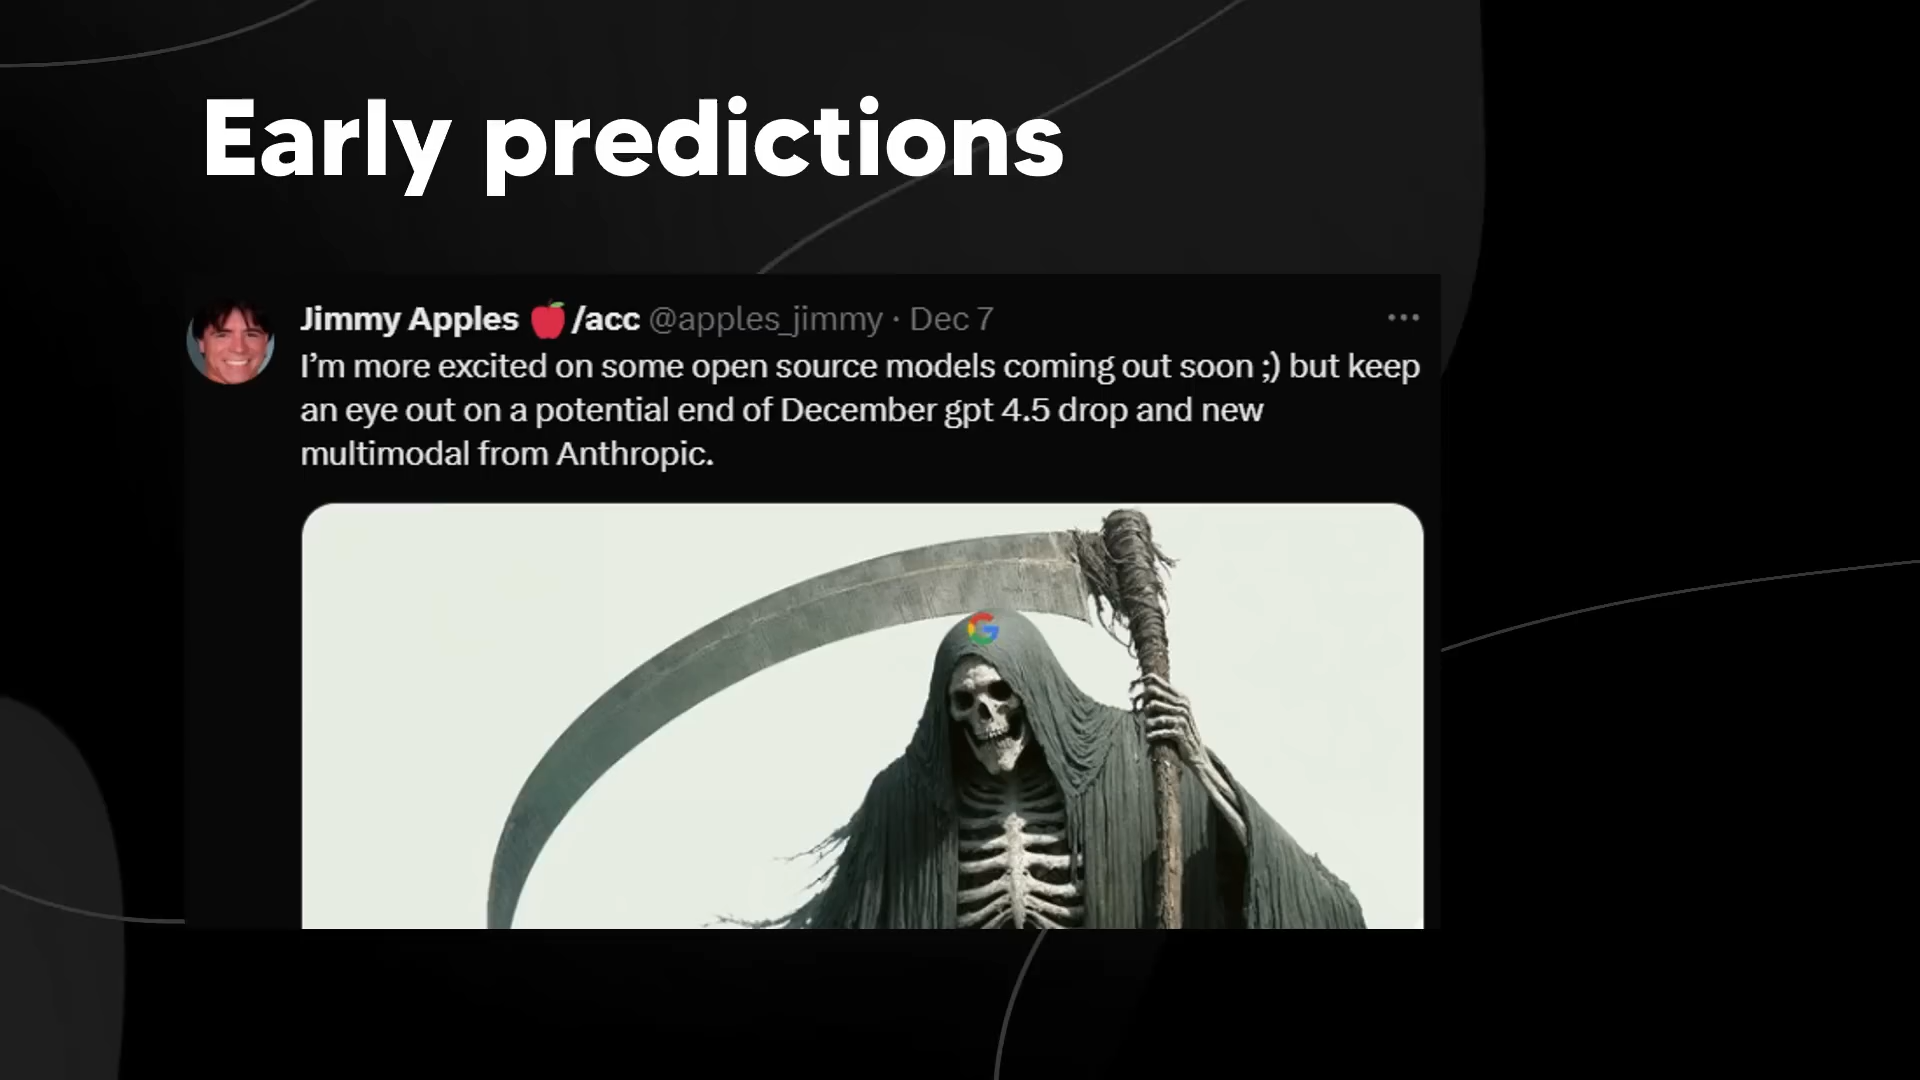 Early predictions
Jimmy Apples 🍎/acc @apples_jimmy · Dec 7
I’m more excited on some open source models coming out soon ;) but keep
an eye out on a potential end of December gpt 4.5 drop and new
multimodal from Anthropic.
G